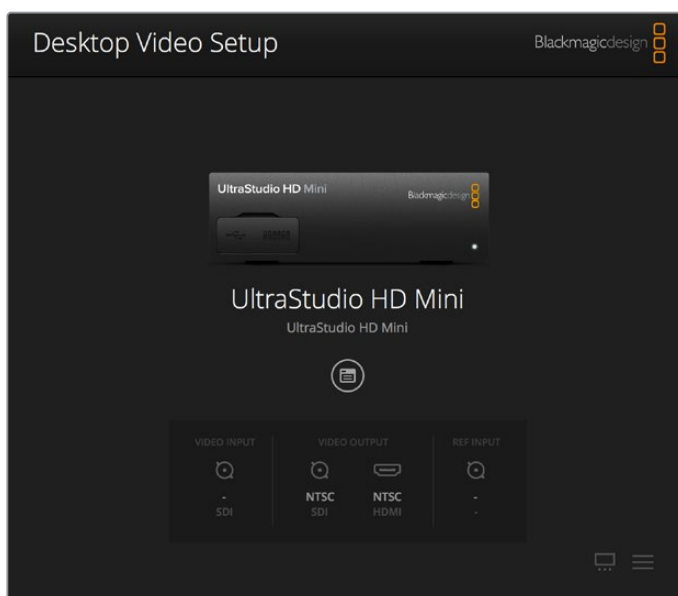 Desktop Video Setup
Blackmagicdesign
UltraStudio HD Mini
Blackmagicdesign
UltraStudio HD Mini
UltraStudio HD Mini
VIDEO INPUT
VIDEO OUTPUT
REF INPUT
-
NTSC
NTSC
-
SDI
SDI
HDMI
-